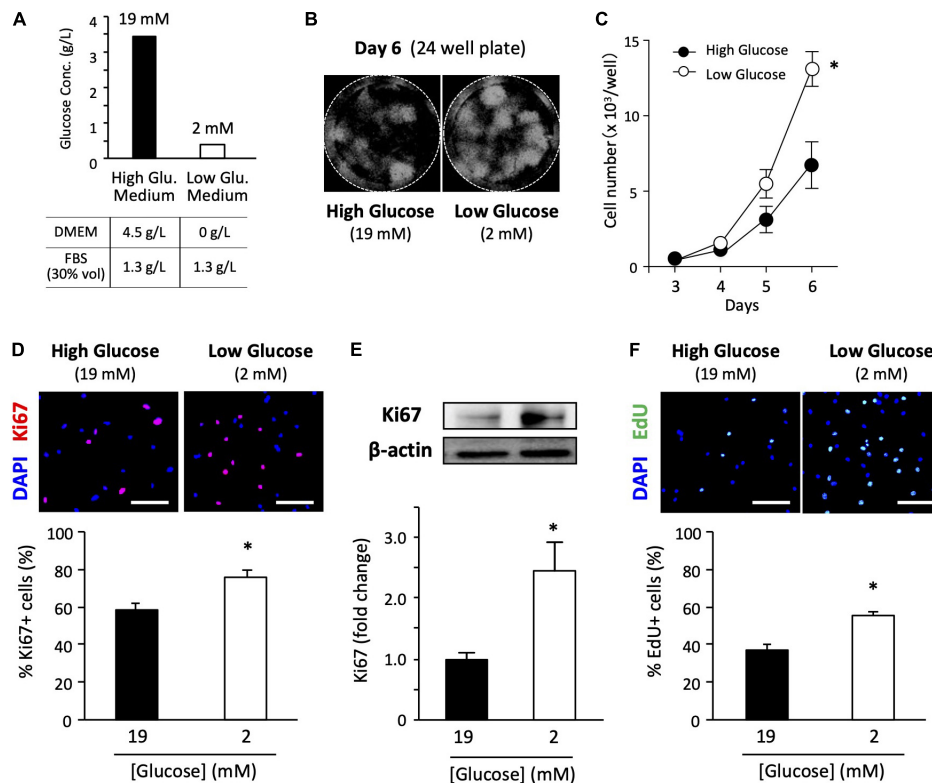 A
Glucose Conc. (g/L)
4
3
2
1
0
19 mM
2 mM
High Glu.
Medium
Low Glu.
Medium
DMEM
4.5 g/L
0 g/L
FBS
(30% vol)
1.3 g/L
1.3 g/L
B
Day 6 (24 well plate)
High Glucose
(19 mM)
Low Glucose
(2 mM)
C
Cell number (x 10³/well)
15
10
5
0
High Glucose
Low Glucose
*
3 4 5 6
Days
D
High Glucose
(19 mM)
Low Glucose
(2 mM)
DAPI Ki67
% Ki67+ cells (%)
100
80
60
40
20
0
*
19 2
[Glucose] (mM)
E
Ki67
β-actin
Ki67 (fold change)
3.0
2.0
1.0
0.0
*
19 2
[Glucose] (mM)
F
High Glucose
(19 mM)
Low Glucose
(2 mM)
DAPI EdU
% EdU+ cells (%)
100
80
60
40
20
0
*
19 2
[Glucose] (mM)